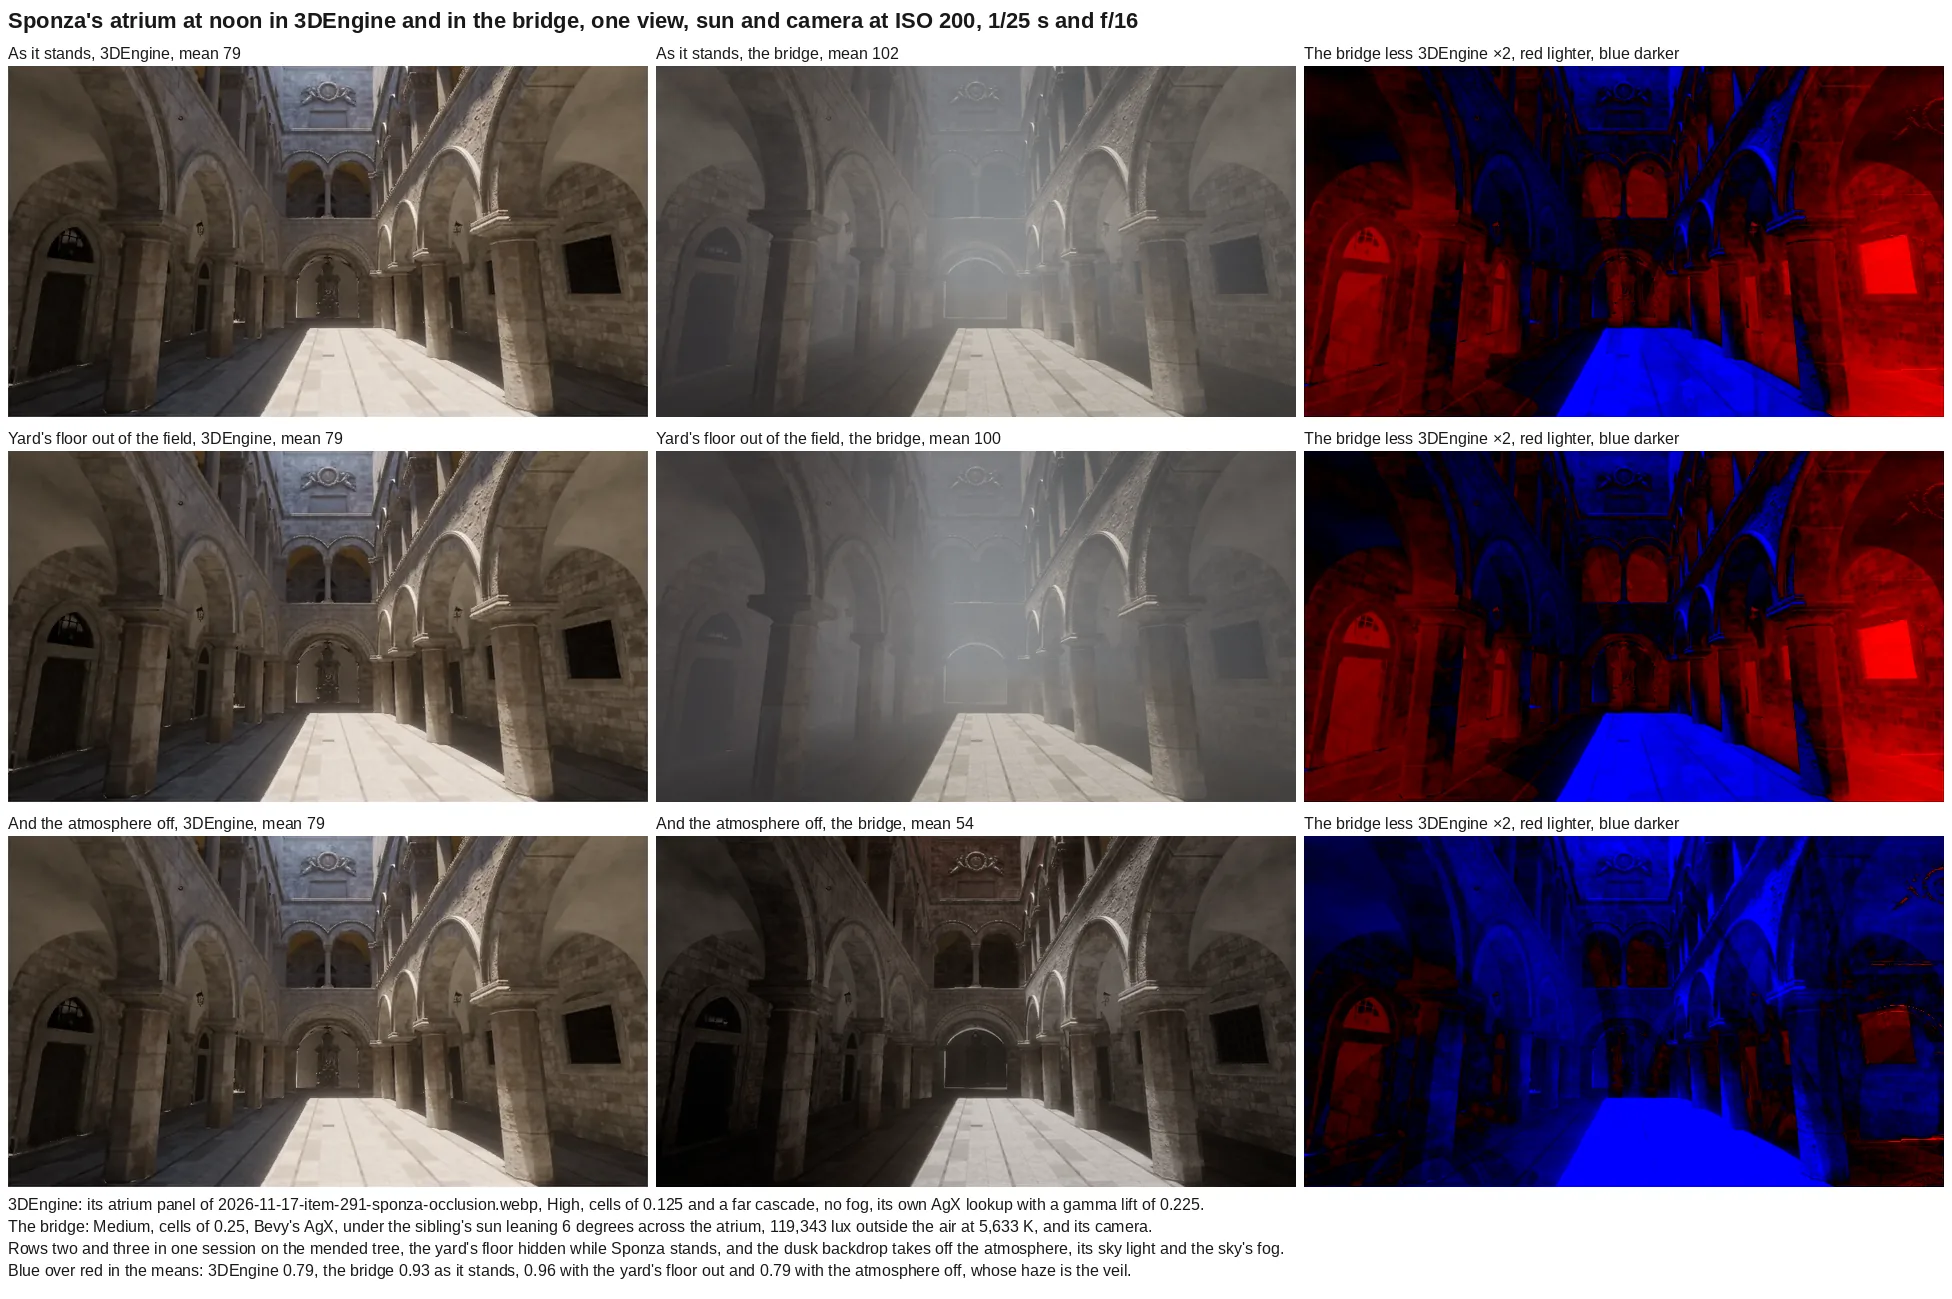 Sponza's atrium at noon in 3DEngine and in the bridge, one view, sun and camera at ISO 200, 1/25 s and f/16
As it stands, 3DEngine, mean 79
As it stands, the bridge, mean 102
The bridge less 3DEngine ×2, red lighter, blue darker
Yard's floor out of the field, 3DEngine, mean 79
Yard's floor out of the field, the bridge, mean 100
The bridge less 3DEngine ×2, red lighter, blue darker
And the atmosphere off, 3DEngine, mean 79
And the atmosphere off, the bridge, mean 54
The bridge less 3DEngine ×2, red lighter, blue darker
3DEngine: its atrium panel of 2026-11-17-item-291-sponza-occlusion.webp, High, cells of 0.125 and a far cascade, no fog, its own AgX lookup with a gamma lift of 0.225.
The bridge: Medium, cells of 0.25, Bevy's AgX, under the sibling's sun leaning 6 degrees across the atrium, 119,343 lux outside the air at 5,633 K, and its camera.
Rows two and three in one session on the mended tree, the yard's floor hidden while Sponza stands, and the dusk backdrop takes off the atmosphere, its sky light and the sky's fog.
Blue over red in the means: 3DEngine 0.79, the bridge 0.93 as it stands, 0.96 with the yard's floor out and 0.79 with the atmosphere off, whose haze is the veil.